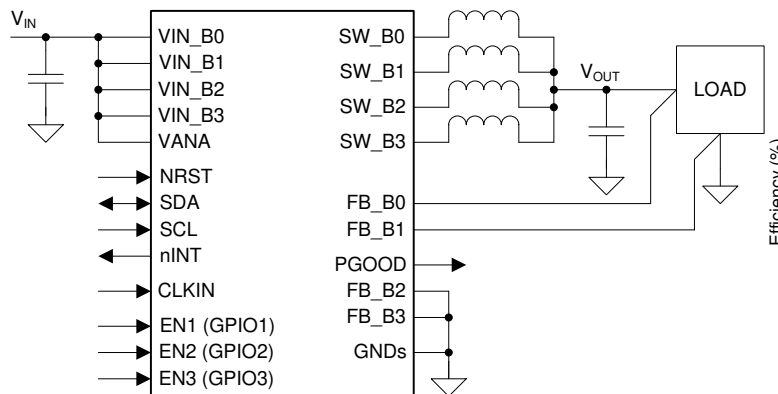 V_IN
VIN_B0
VIN_B1
VIN_B2
VIN_B3
VANA
NRST
SDA
SCL
nINT
CLKIN
EN1 (GPIO1)
EN2 (GPIO2)
EN3 (GPIO3)
SW_B0
SW_B1
SW_B2
SW_B3
FB_B0
FB_B1
PGOOD
FB_B2
FB_B3
GNDs
V_OUT
LOAD
Efficiency (%)